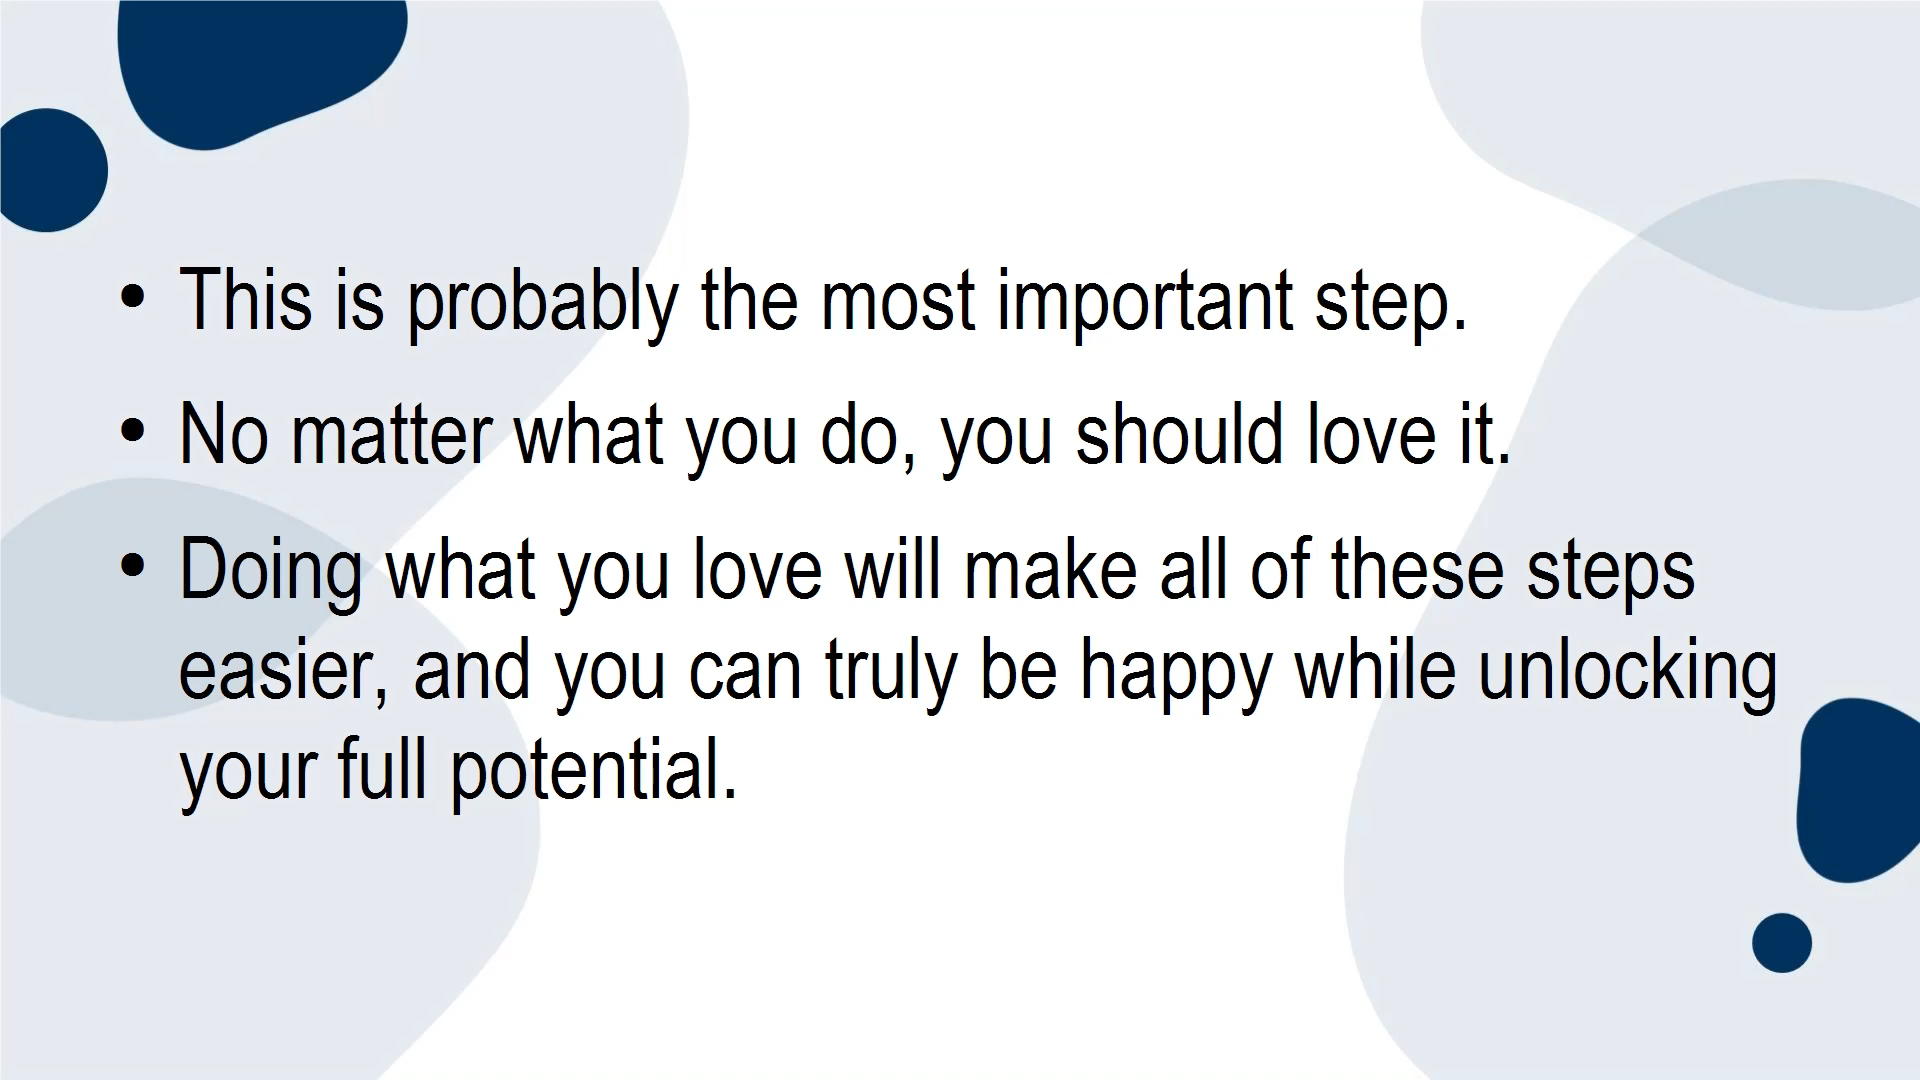 • This is probably the most important step.
• No matter what you do, you should love it.
• Doing what you love will make all of these steps
easier, and you can truly be happy while unlocking
your full potential.